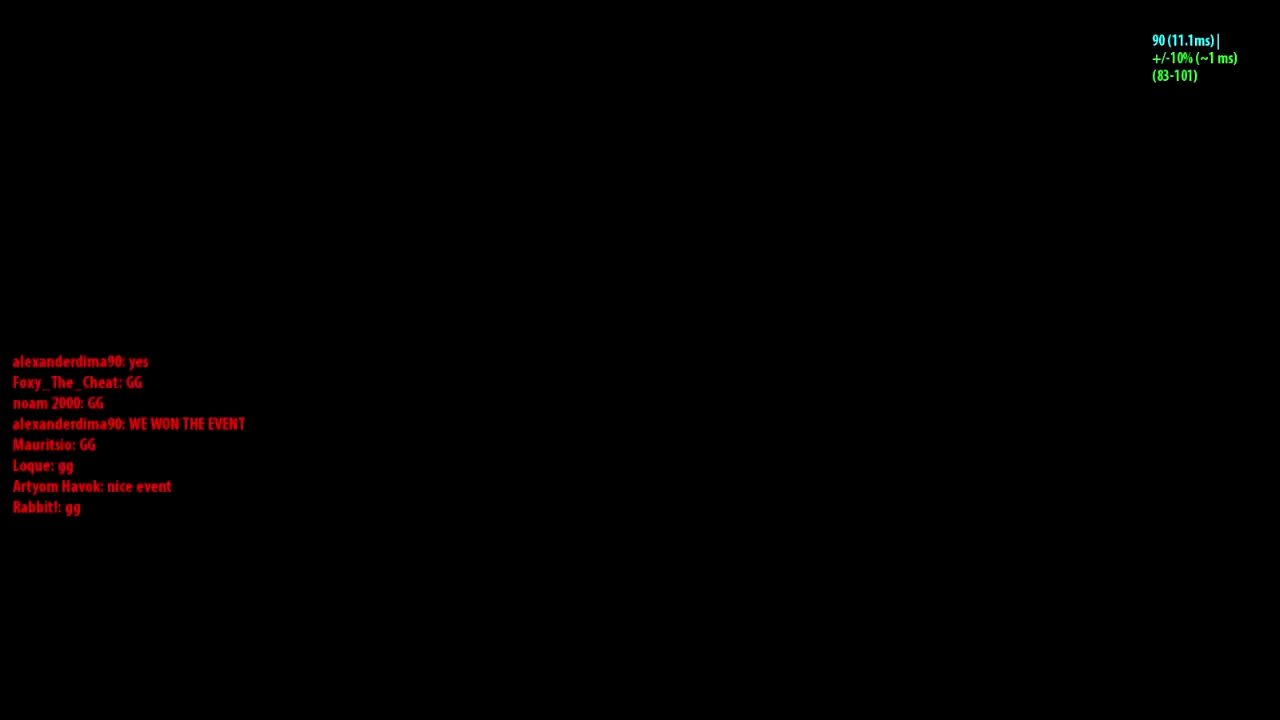 90 (11.1ms) |
+/-10% (~1 ms)
(83-101)
alexanderdima90: yes
Foxy_The_Cheat: GG
noam 2000: GG
alexanderdima90: WE WON THE EVENT
Mauritsio: GG
Loque: gg
Artyom Havok: nice event
Rabbit!: gg